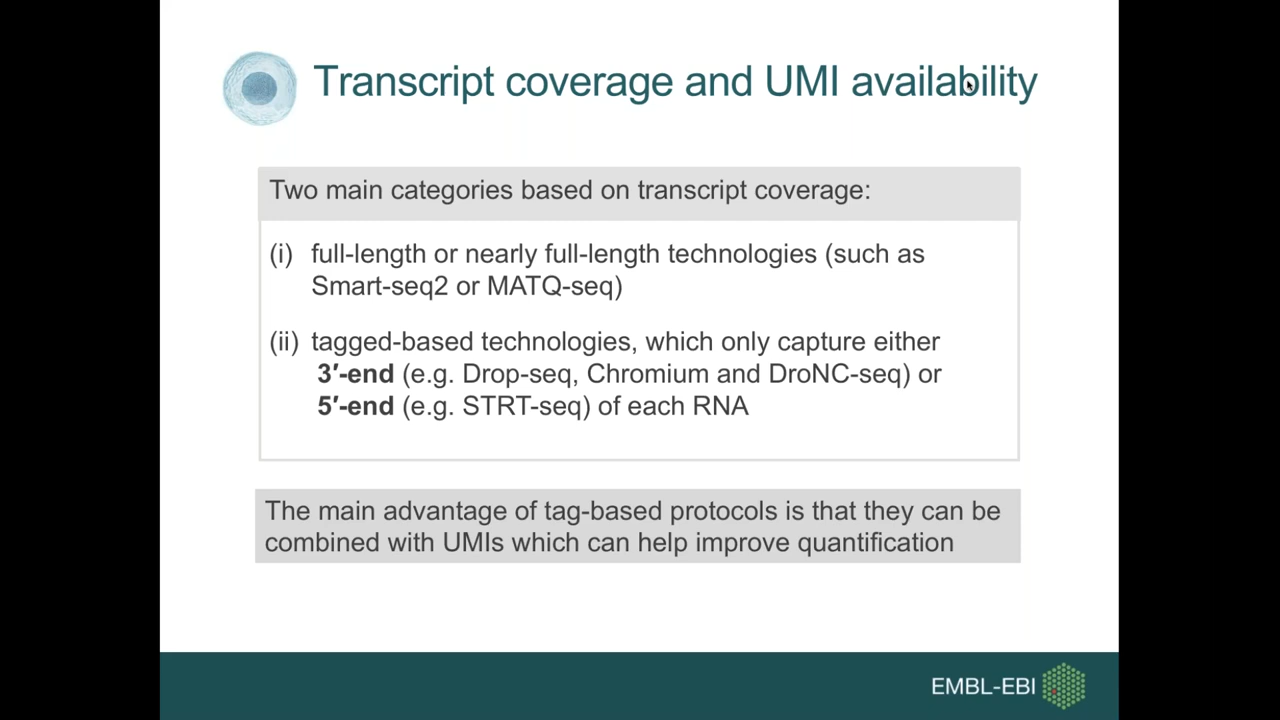 Transcript coverage and UMI availability
Two main categories based on transcript coverage:
(i) full-length or nearly full-length technologies (such as
Smart-seq2 or MATQ-seq)
(ii) tagged-based technologies, which only capture either
3′-end (e.g. Drop-seq, Chromium and DroNC-seq) or
5′-end (e.g. STRT-seq) of each RNA
The main advantage of tag-based protocols is that they can be
combined with UMIs which can help improve quantification
EMBL-EBI